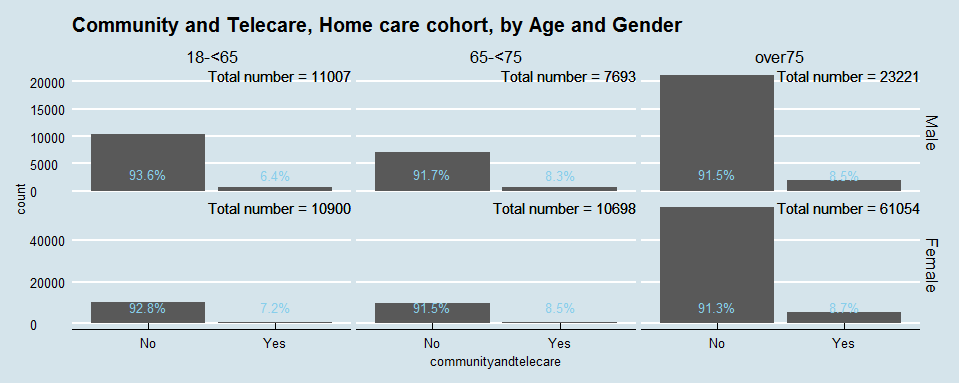 Community and Telecare, Home care cohort, by Age and Gender
18-<65 65-<75 over75
Total number = 11007 Total number = 7693 Total number = 23221
20000
15000
10000
5000
0
93.6% 6.4% 91.7% 8.3% 91.5% 8.5%
Male
count
Total number = 10900 Total number = 10698 Total number = 61054
40000
20000
0
92.8% 7.2% 91.5% 8.5% 91.3% 8.7%
Female
No Yes No Yes No Yes
communityandtelecare